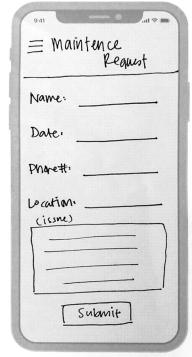 9:41
Maintence
Request
Name:
Date:
Phone#:
Location:
(issue)
Submit